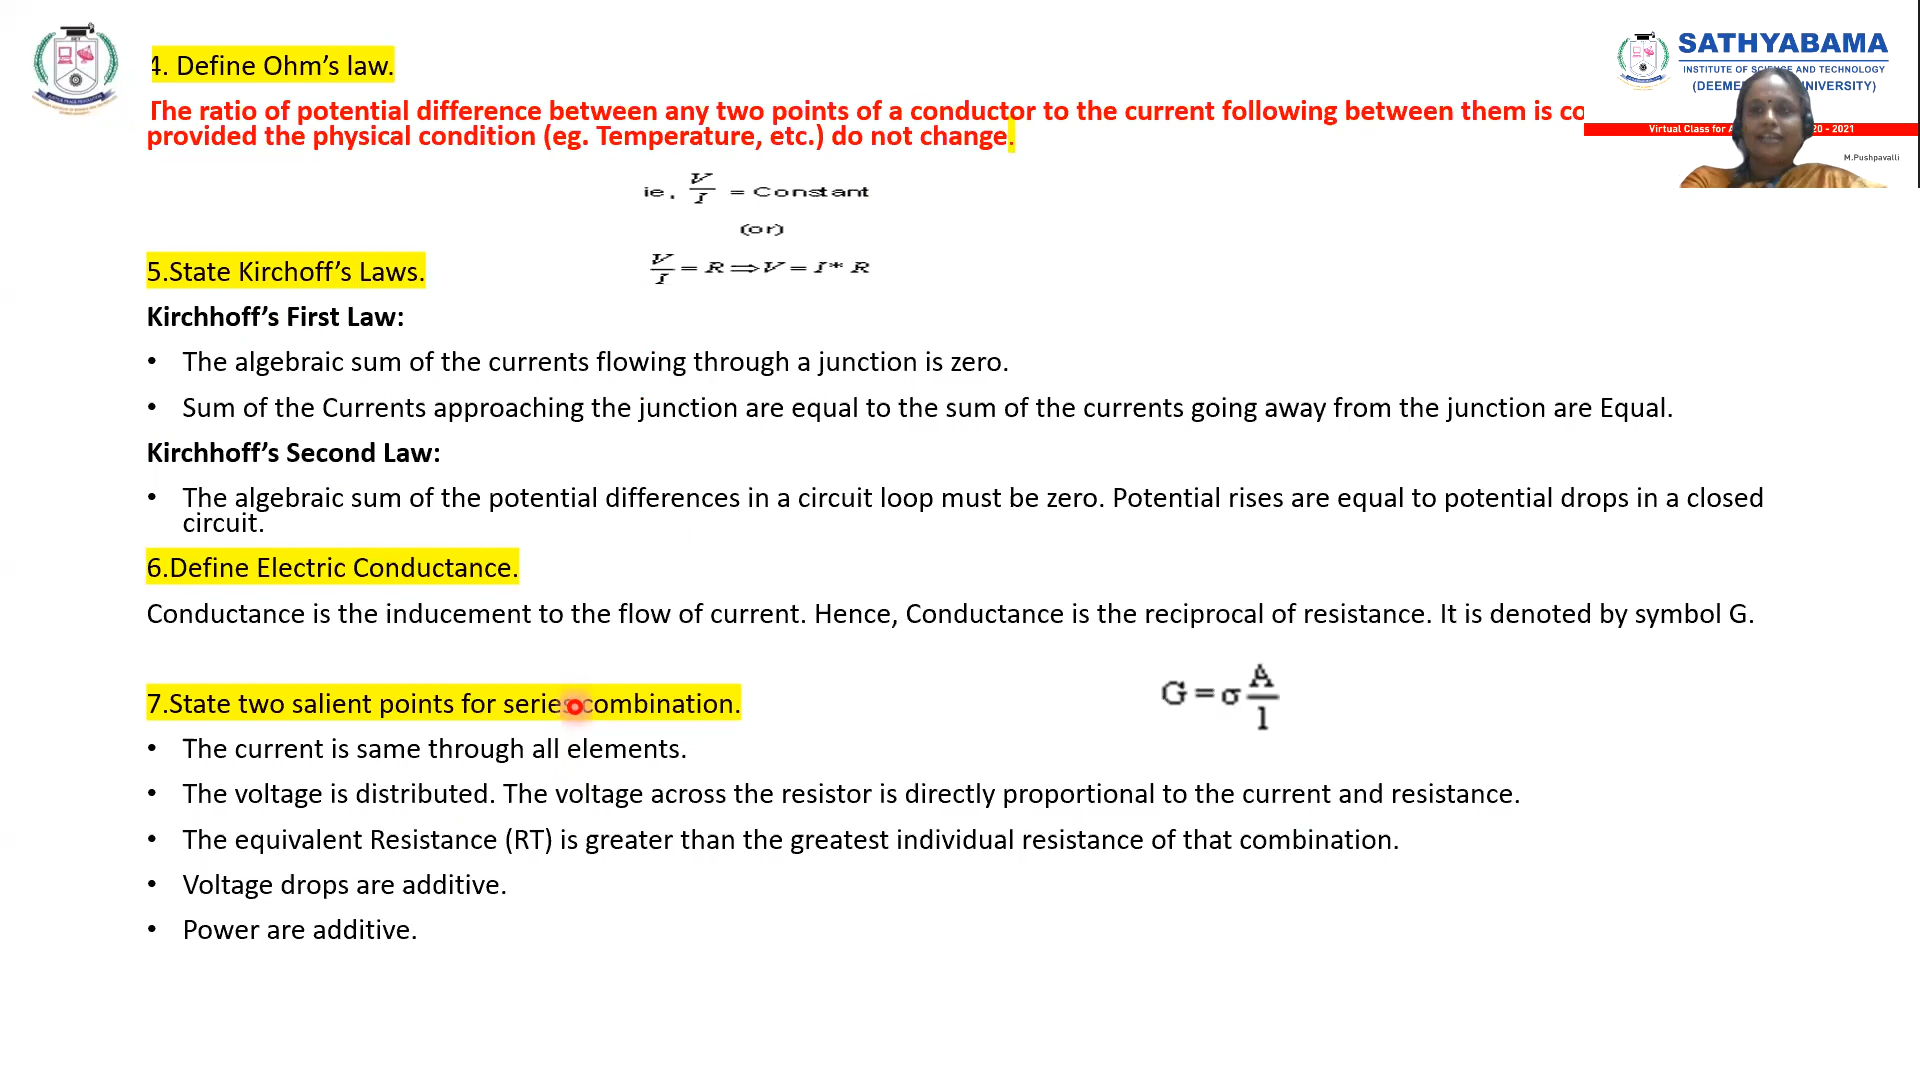 4. Define Ohm's law.
The ratio of potential difference between any two points of a conductor to the current following between them is co
provided the physical condition (eg. Temperature, etc.) do not change.
ie, V/I = Constant
(or)
V/I = R ⟹ V = I* R
5.State Kirchoff's Laws.
Kirchhoff's First Law:
• The algebraic sum of the currents flowing through a junction is zero.
• Sum of the Currents approaching the junction are equal to the sum of the currents going away from the junction are Equal.
Kirchhoff's Second Law:
• The algebraic sum of the potential differences in a circuit loop must be zero. Potential rises are equal to potential drops in a closed
circuit.
6.Define Electric Conductance.
Conductance is the inducement to the flow of current. Hence, Conductance is the reciprocal of resistance. It is denoted by symbol G.
G = σ A/l
7.State two salient points for series combination.
• The current is same through all elements.
• The voltage is distributed. The voltage across the resistor is directly proportional to the current and resistance.
• The equivalent Resistance (RT) is greater than the greatest individual resistance of that combination.
• Voltage drops are additive.
• Power are additive.
SATHYABAMA
INSTITUTE OF SCIENCE AND TECHNOLOGY
(DEEME UNIVERSITY)
Virtual Class for A 20 - 2021
M.Pushpavalli